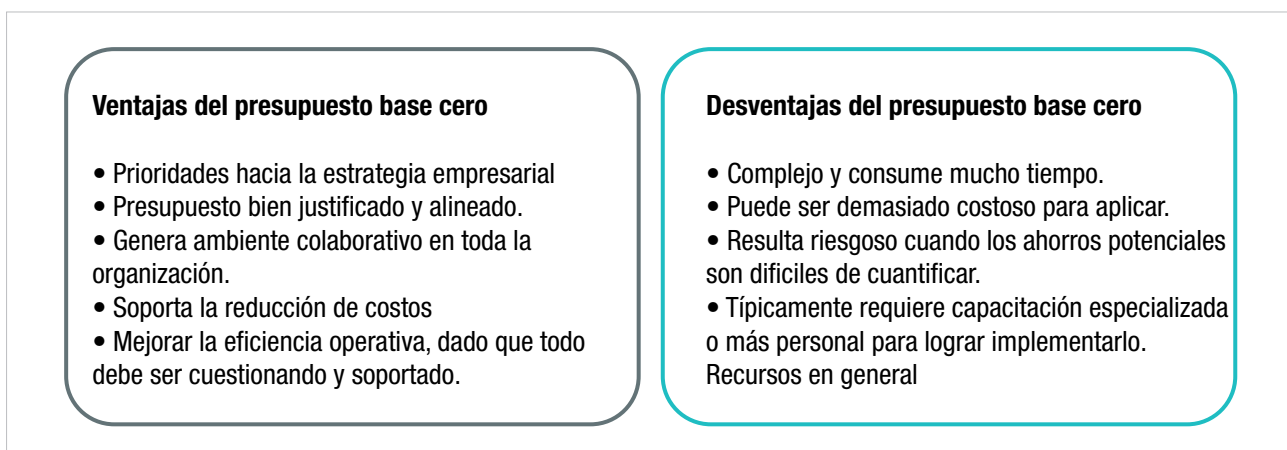 Ventajas del presupuesto base cero
• Prioridades hacia la estrategia empresarial
• Presupuesto bien justificado y alineado.
• Genera ambiente colaborativo en toda la
organización.
• Soporta la reducción de costos
• Mejorar la eficiencia operativa, dado que todo
debe ser cuestionando y soportado.
Desventajas del presupuesto base cero
• Complejo y consume mucho tiempo.
• Puede ser demasiado costoso para aplicar.
• Resulta riesgoso cuando los ahorros potenciales
son dificiles de cuantificar.
• Típicamente requiere capacitación especializada
o más personal para lograr implementarlo.
Recursos en general